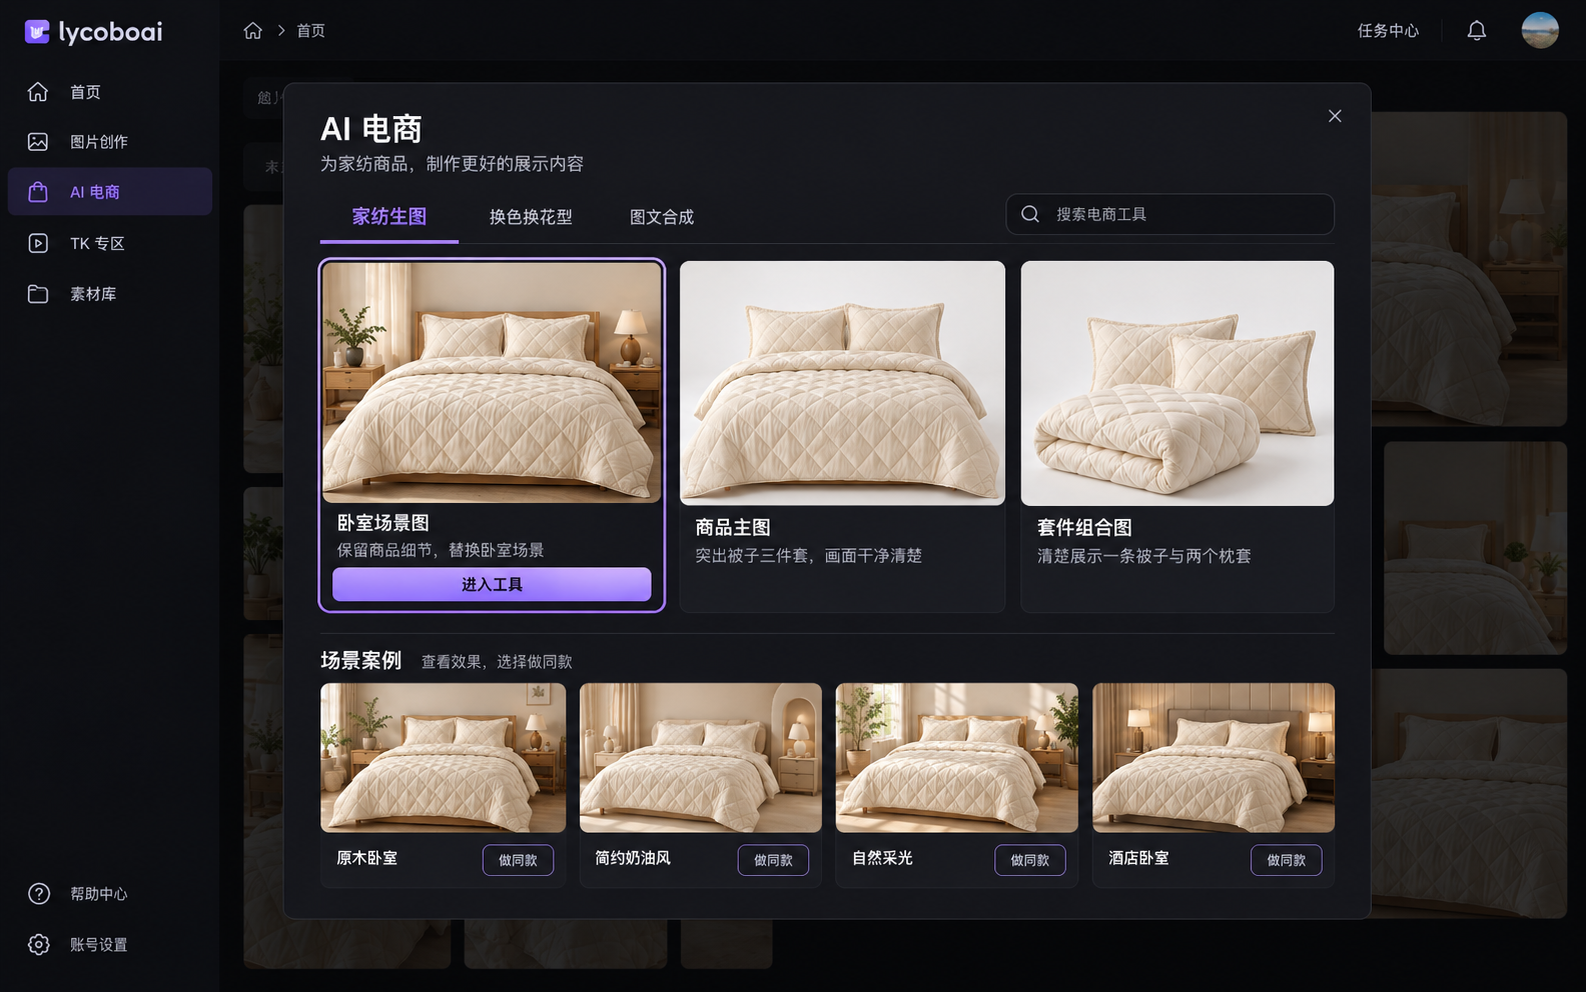 lycoboai
首页
任务中心
首页
图片创作
AI 电商
TK 专区
素材库
帮助中心
账号设置
AI 电商
为家纺商品，制作更好的展示内容
家纺生图
换色换花型
图文合成
搜索电商工具
卧室场景图
保留商品细节，替换卧室场景
进入工具
商品主图
突出被子三件套，画面干净清楚
套件组合图
清楚展示一条被子与两个枕套
场景案例
查看效果，选择做同款
原木卧室
做同款
简约奶油风
做同款
自然采光
做同款
酒店卧室
做同款